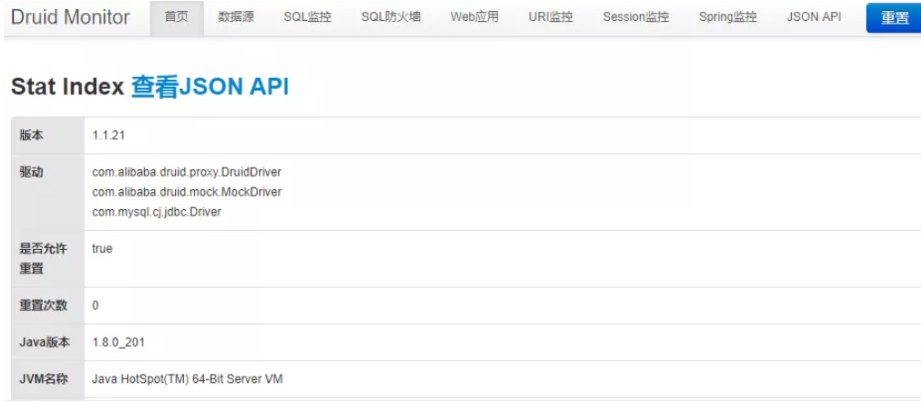 Druid Monitor 首页 数据源 SQL监控 SQL防火墙 Web应用 URI监控 Session监控 Spring监控 JSON API 重置
Stat Index 查看JSON API
版本 1.1.21
驱动 com.alibaba.druid.proxy.DruidDriver
com.alibaba.druid.mock.MockDriver
com.mysql.cj.jdbc.Driver
是否允许 true
重置
重置次数 0
Java版本 1.8.0_201
JVM名称 Java HotSpot(TM) 64-Bit Server VM